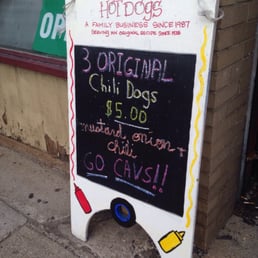 OP
HOT DOGS
A FAMILY BUSINESS SINCE 1987
SERVING AN ORIGINAL RECIPE SINCE 1928
3 ORIGINAL
Chili Dogs
$5.00
mustard, onion +
chili
GO CAVS!!